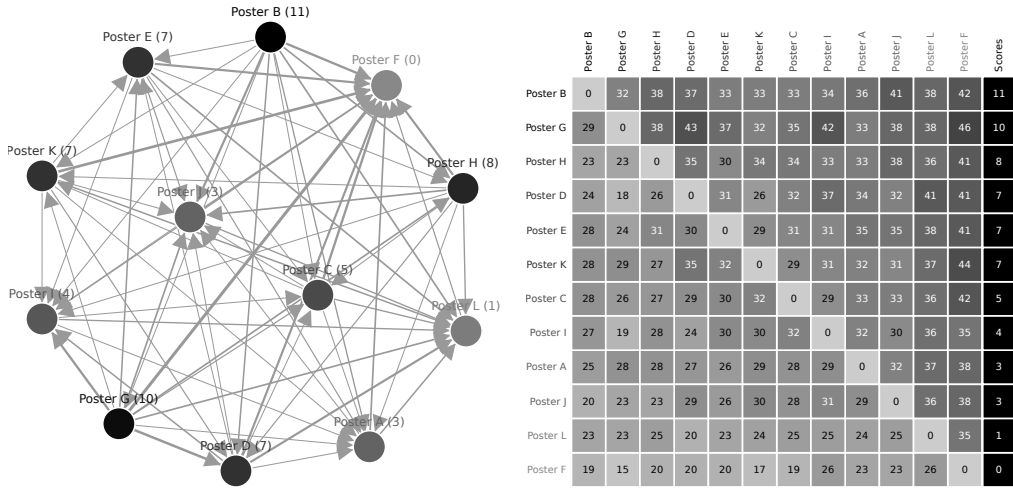 Poster B (11)
Poster E (7)
Poster F (0)
Poster K (7)
Poster H (8)
Poster J (3)
Poster C (5)
Poster I (4)
Poster L (1)
Poster G (10)
Poster A (3)
Poster D (7)
Poster B Poster G Poster H Poster D Poster E Poster K Poster C Poster I Poster A Poster J Poster L Poster F Scores
Poster B 0 32 38 37 33 33 33 34 36 41 38 42 11
Poster G 29 0 38 43 37 32 35 42 33 38 38 46 10
Poster H 23 23 0 35 30 34 34 33 33 38 36 41 8
Poster D 24 18 26 0 31 26 32 37 34 32 41 41 7
Poster E 28 24 31 30 0 29 31 31 35 35 38 41 7
Poster K 28 29 27 35 32 0 29 31 32 31 37 44 7
Poster C 28 26 27 29 30 32 0 29 33 33 36 42 5
Poster I 27 19 28 24 30 30 32 0 32 30 36 35 4
Poster A 25 28 28 27 26 29 28 29 0 32 37 38 3
Poster J 20 23 23 29 26 30 28 31 29 0 36 38 3
Poster L 23 23 25 20 23 24 25 25 24 25 0 35 1
Poster F 19 15 20 20 20 17 19 26 23 23 26 0 0